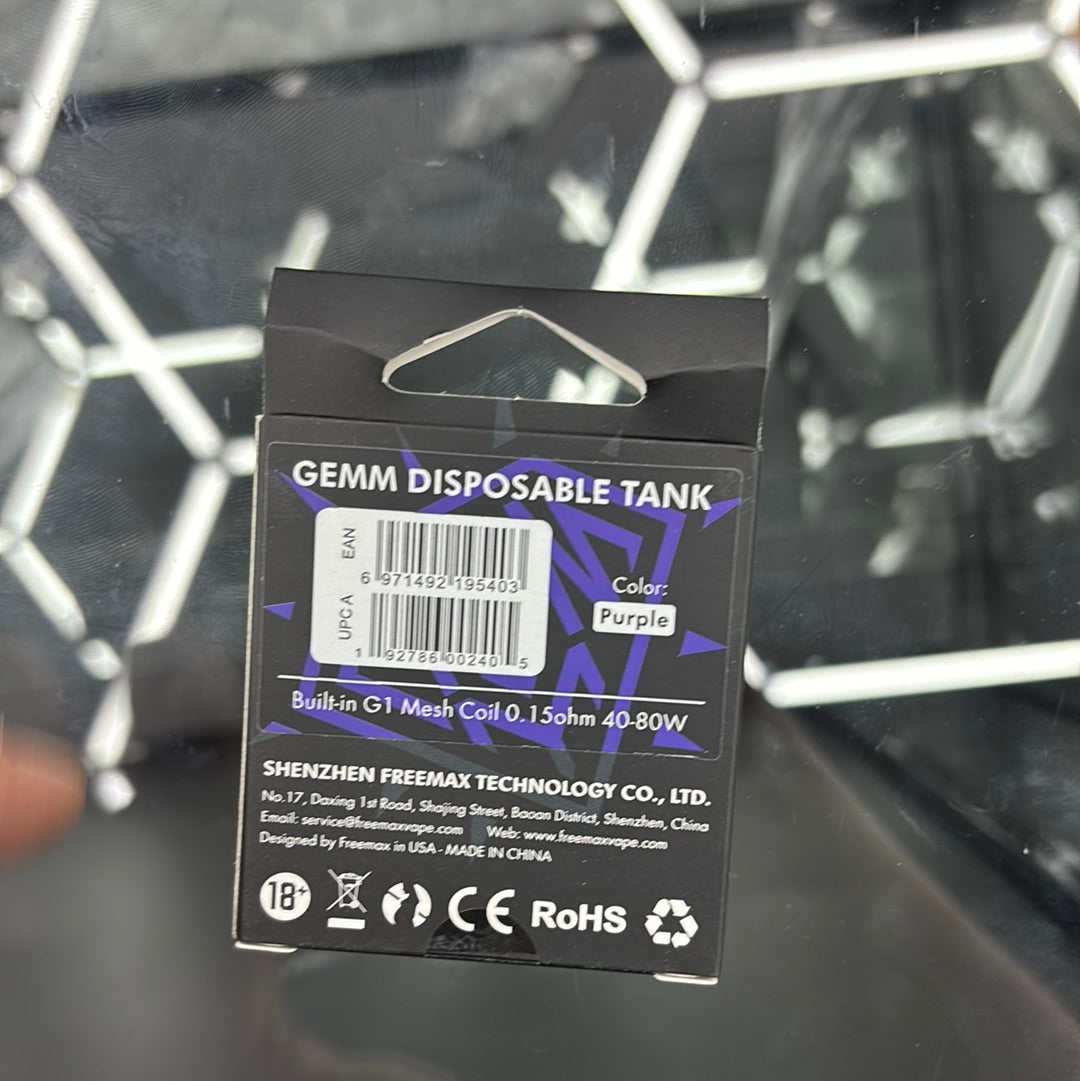 GEMM DISPOSABLE TANK
EAN
6 971492 195403
UPC A
1 92786 00240 5
Color:
Purple
Built-in G1 Mesh Coil 0.15ohm 40-80W
SHENZHEN FREEMAX TECHNOLOGY CO., LTD.
No.17, Daxing 1st Road, Shajing Street, Baoan District, Shenzhen, China
Email: service@freemaxvape.com Web: www.freemaxvape.com
Designed by Freemax in USA - MADE IN CHINA
18+ CE RoHS